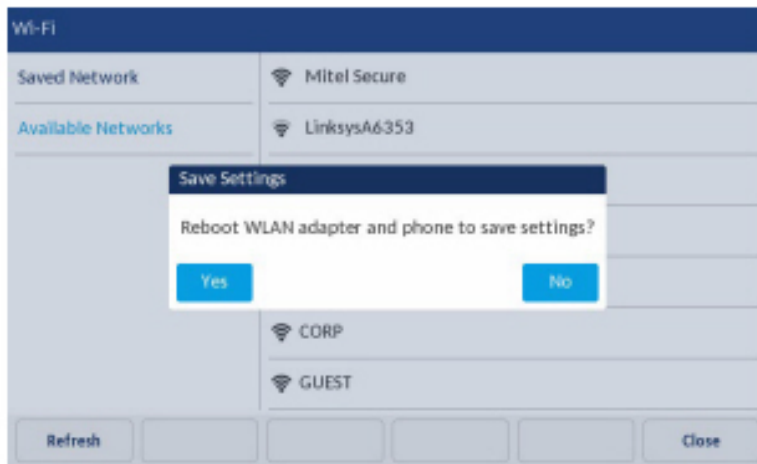 Wi-Fi
Saved Network
Mitel Secure
Available Networks
LinksysA6353
Save Settings
Reboot WLAN adapter and phone to save settings?
Yes
No
CORP
GUEST
Refresh
Close